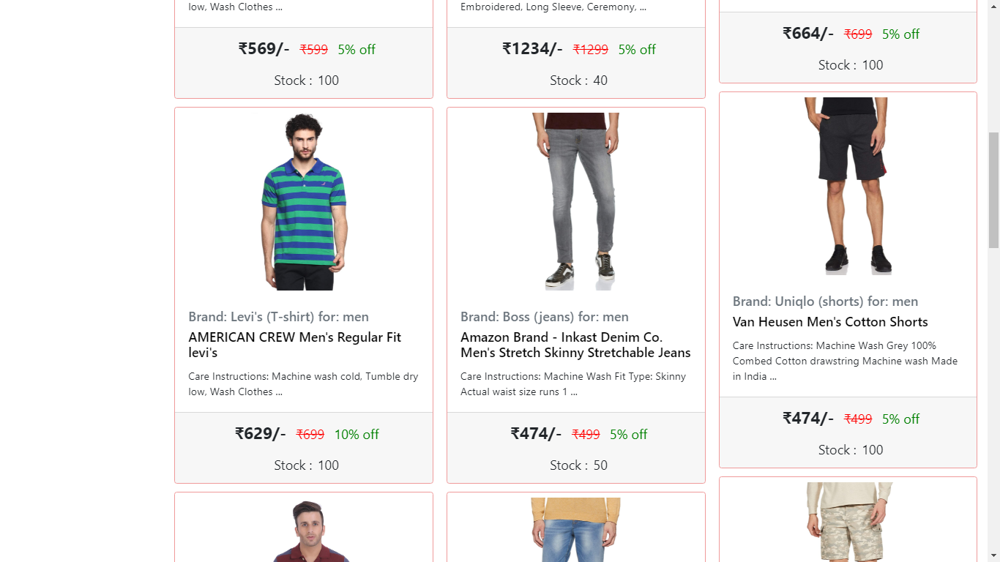 low, Wash Clothes ...
₹569/- ₹599 5% off
Stock : 100
Embroidered, Long Sleeve, Ceremony, ...
₹1234/- ₹1299 5% off
Stock : 40
₹664/- ₹699 5% off
Stock : 100
Brand: Levi's (T-shirt) for: men
AMERICAN CREW Men's Regular Fit
levi's
Care Instructions: Machine wash cold, Tumble dry
low, Wash Clothes ...
₹629/- ₹699 10% off
Stock : 100
Brand: Boss (jeans) for: men
Amazon Brand - Inkast Denim Co.
Men's Stretch Skinny Stretchable Jeans
Care Instructions: Machine Wash Fit Type: Skinny
Actual waist size runs 1 ...
₹474/- ₹499 5% off
Stock : 50
Brand: Uniqlo (shorts) for: men
Van Heusen Men's Cotton Shorts
Care Instructions: Machine Wash Grey 100%
Combed Cotton drawstring Machine wash Made
in India ...
₹474/- ₹499 5% off
Stock : 100